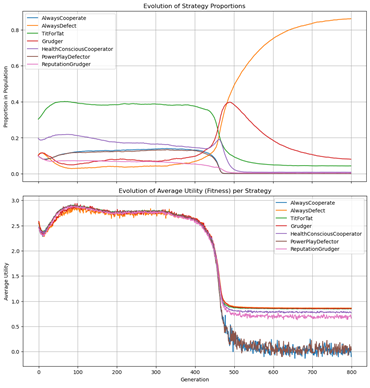 Evolution of Strategy Proportions
AlwaysCooperate
AlwaysDefect
TitForTat
Grudger
HealthConsciousCooperator
PowerPlayDefector
ReputationGrudger
Proportion in Population
0.8
0.6
0.4
0.2
0.0
Evolution of Average Utility (Fitness) per Strategy
AlwaysCooperate
AlwaysDefect
TitForTat
Grudger
HealthConsciousCooperator
PowerPlayDefector
ReputationGrudger
Average Utility
3.0
2.5
2.0
1.5
1.0
0.5
0.0
0 100 200 300 400 500 600 700 800
Generation